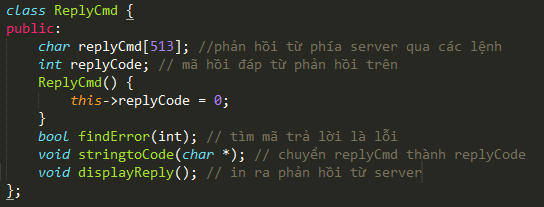 class ReplyCmd {
public:
char replyCmd[513]; //phản hồi từ phía server qua các lệnh
int replyCode; // mã hồi đáp từ phản hồi trên
ReplyCmd() {
this->replyCode = 0;
}
bool findError(int); // tìm mã trả lời là lỗi
void stringtoCode(char *); // chuyển replyCmd thành replyCode
void displayReply(); // in ra phản hồi từ server
};